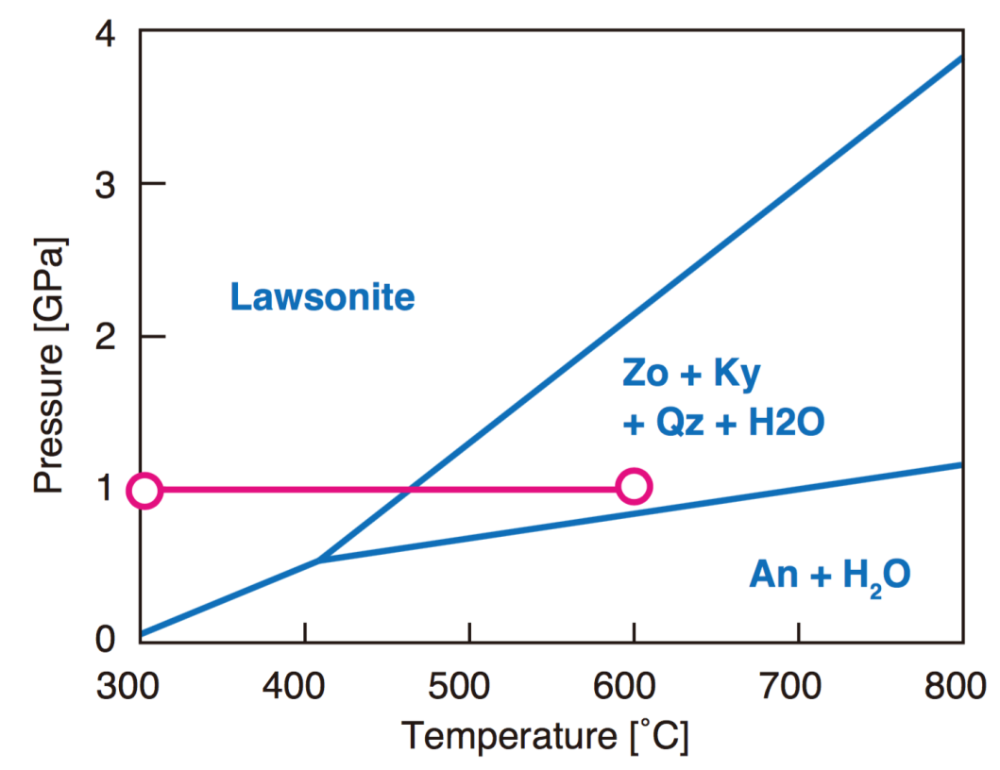 4
3
2
1
0
Pressure [GPa]
Lawsonite
Zo + Ky
+ Qz + H2O
An + H₂O
300 400 500 600 700 800
Temperature [˚C]